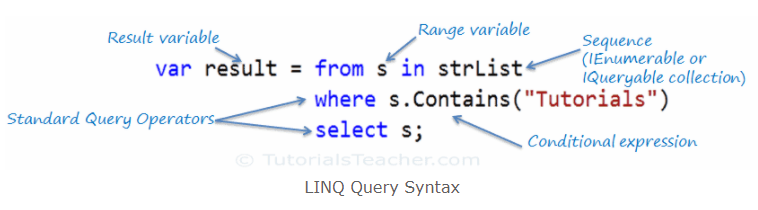 Result variable
Range variable
Sequence
(IEnumerable or
IQueryable collection)
var result = from s in strList
where s.Contains("Tutorials")
Standard Query Operators
select s;
Conditional expression
© TutorialsTeacher.com
LINQ Query Syntax